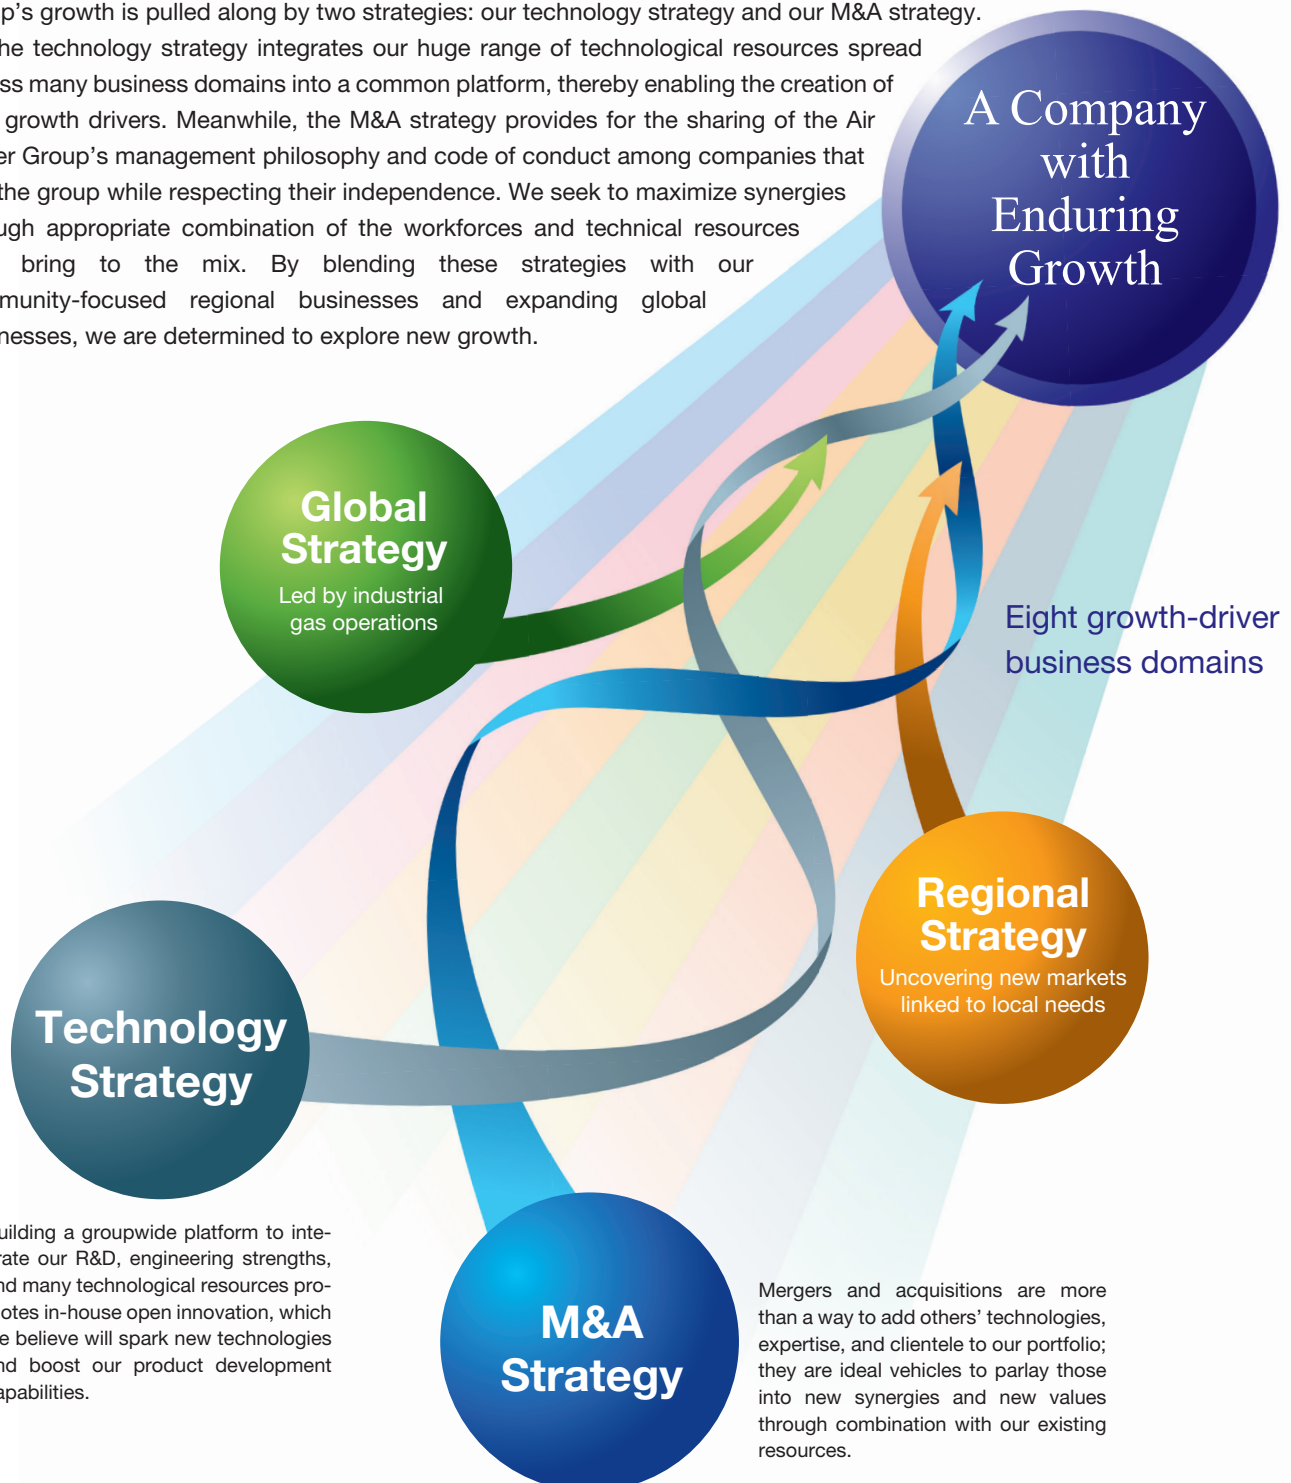 p's growth is pulled along by two strategies: our technology strategy and our M&A strategy.
he technology strategy integrates our huge range of technological resources spread
ss many business domains into a common platform, thereby enabling the creation of
growth drivers. Meanwhile, the M&A strategy provides for the sharing of the Air
er Group's management philosophy and code of conduct among companies that
the group while respecting their independence. We seek to maximize synergies
ugh appropriate combination of the workforces and technical resources
bring to the mix. By blending these strategies with our
munity-focused regional businesses and expanding global
nesses, we are determined to explore new growth.
A Company
with
Enduring
Growth
Global
Strategy
Led by industrial
gas operations
Eight growth-driver
business domains
Regional
Strategy
Uncovering new markets
linked to local needs
Technology
Strategy
uilding a groupwide platform to inte-
rate our R&D, engineering strengths,
nd many technological resources pro-
otes in-house open innovation, which
e believe will spark new technologies
nd boost our product development
apabilities.
M&A
Strategy
Mergers and acquisitions are more
than a way to add others' technologies,
expertise, and clientele to our portfolio;
they are ideal vehicles to parlay those
into new synergies and new values
through combination with our existing
resources.